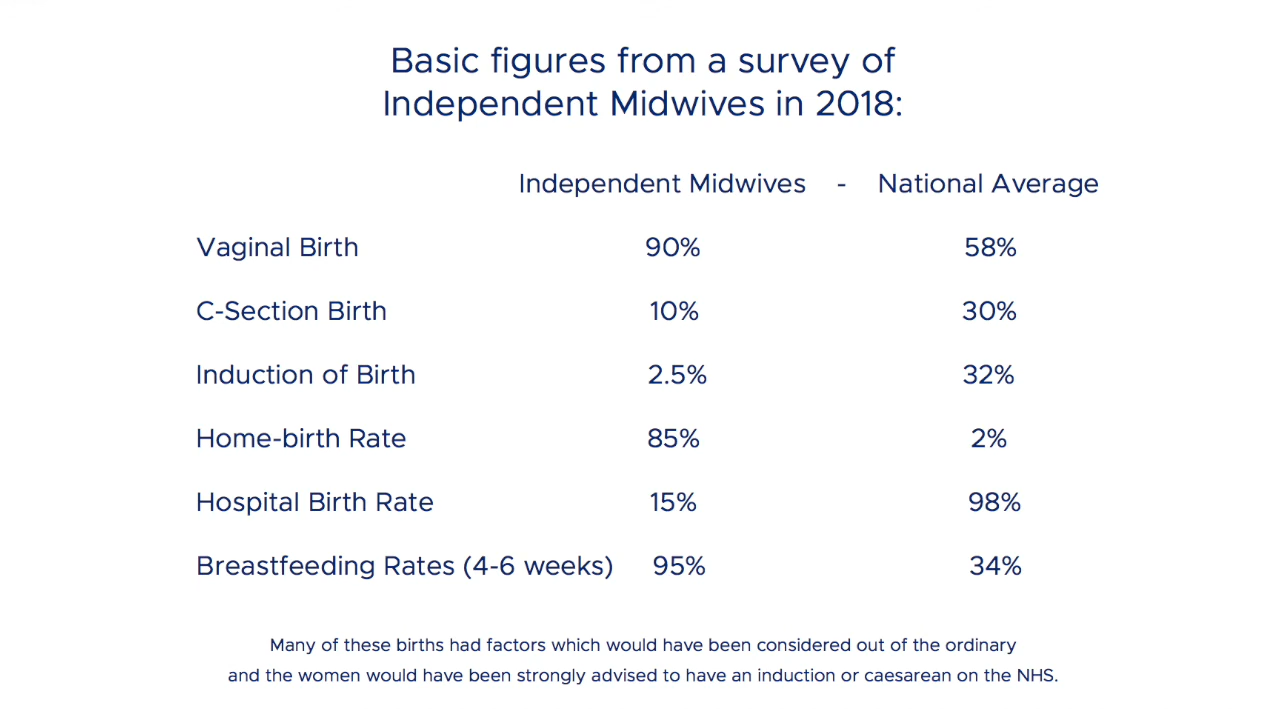 Basic figures from a survey of
Independent Midwives in 2018:
Independent Midwives - National Average
Vaginal Birth 90% 58%
C-Section Birth 10% 30%
Induction of Birth 2.5% 32%
Home-birth Rate 85% 2%
Hospital Birth Rate 15% 98%
Breastfeeding Rates (4-6 weeks) 95% 34%
Many of these births had factors which would have been considered out of the ordinary
and the women would have been strongly advised to have an induction or caesarean on the NHS.